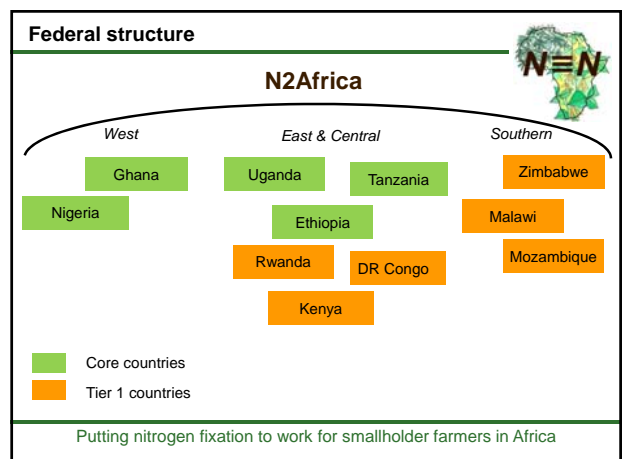 Federal structure
N≡N
N2Africa
West
East & Central
Southern
Ghana
Uganda
Tanzania
Zimbabwe
Nigeria
Ethiopia
Malawi
Rwanda
DR Congo
Mozambique
Kenya
Core countries
Tier 1 countries
Putting nitrogen fixation to work for smallholder farmers in Africa